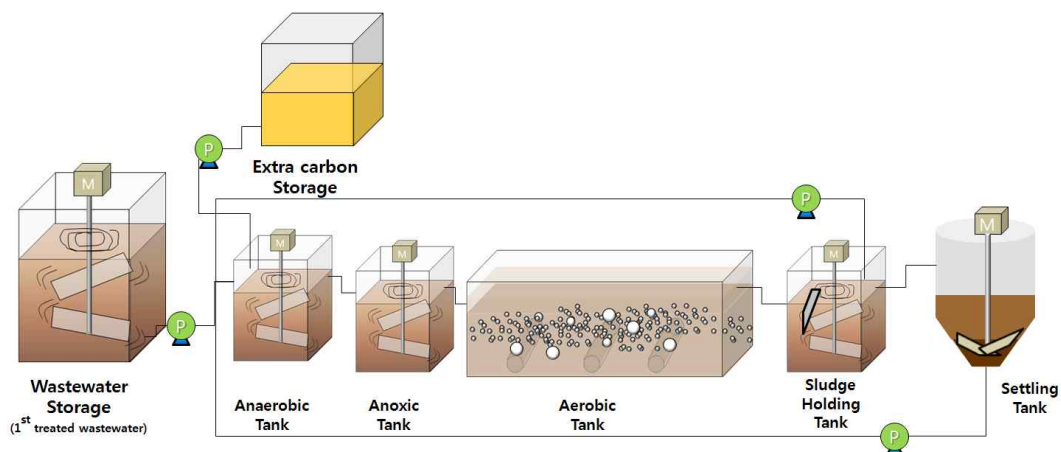 P
Extra carbon
Storage
M
P
M
M
M
P
M
P
Wastewater
Storage
(1st treated wastewater)
Anaerobic
Tank
Anoxic
Tank
Aerobic
Tank
Sludge
Holding
Tank
Settling
Tank
P